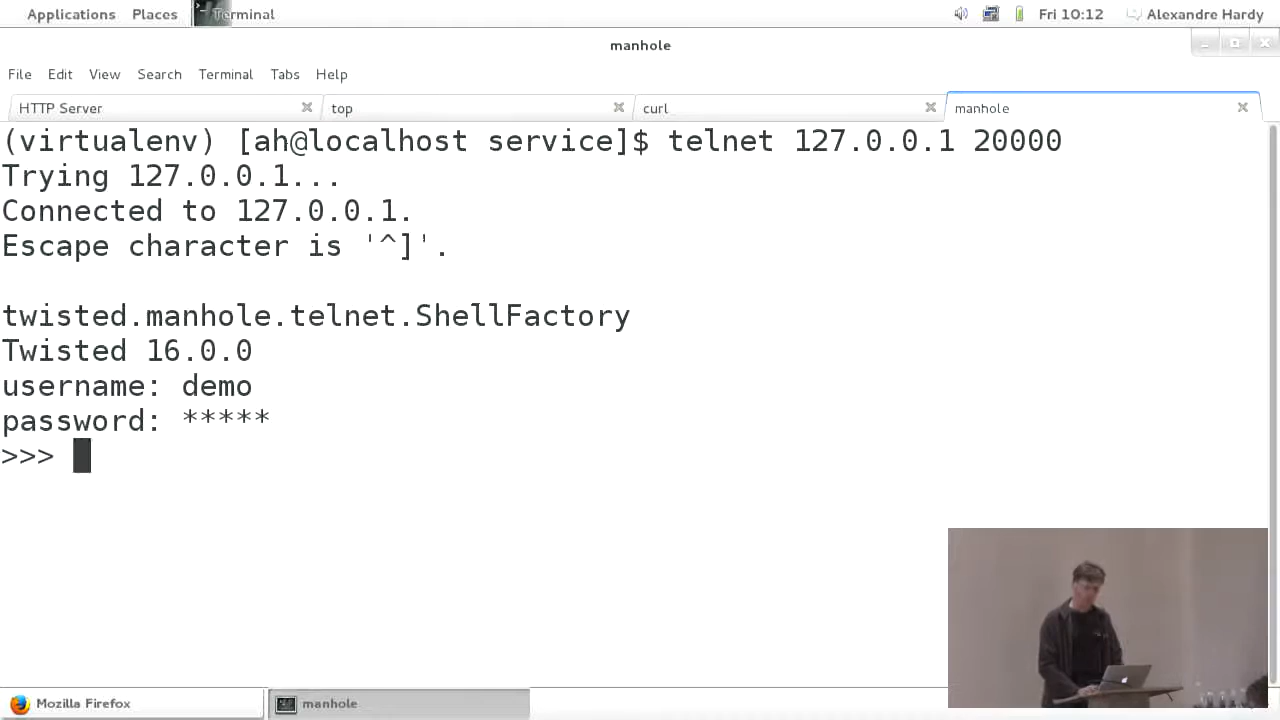 Applications Places Terminal Fri 10:12 Alexandre Hardy
manhole
File Edit View Search Terminal Tabs Help
HTTP Server top curl manhole
(virtualenv) [ah@localhost service]$ telnet 127.0.0.1 20000
Trying 127.0.0.1...
Connected to 127.0.0.1.
Escape character is '^]'.
twisted.manhole.telnet.ShellFactory
Twisted 16.0.0
username: demo
password: *****
>>>
Mozilla Firefox manhole